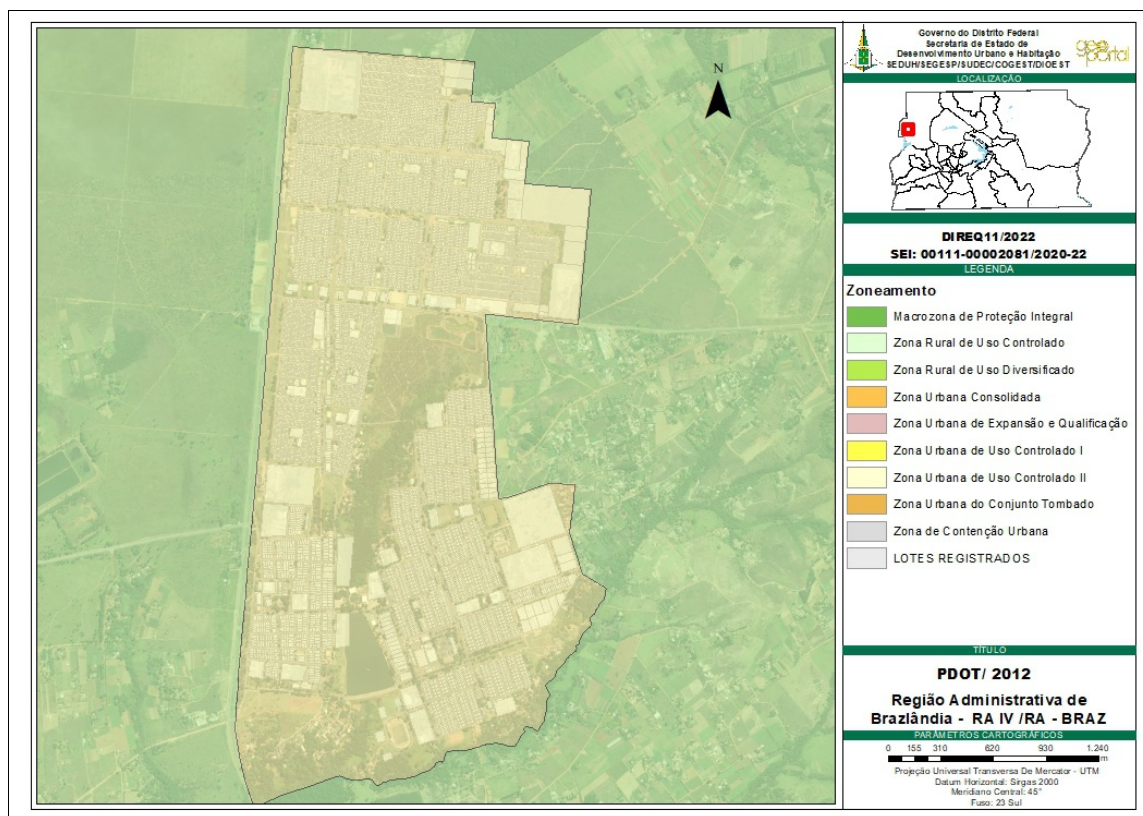 N
Governo do Distrito Federal
Secretaria de Estado de
Desenvolvimento Urbano e Habitação
SEDUH/SEGESP/SUDEC/COGEST/DIOEST
geo
portal
LOCALIZAÇÃO
DIREQ11/2022
SEI: 00111-00002081/2020-22
LEGENDA
Zoneamento
Macrozona de Proteção Integral
Zona Rural de Uso Controlado
Zona Rural de Uso Diversificado
Zona Urbana Consolidada
Zona Urbana de Expansão e Qualificação
Zona Urbana de Uso Controlado I
Zona Urbana de Uso Controlado II
Zona Urbana do Conjunto Tombado
Zona de Contenção Urbana
LOTES REGISTRADOS
TÍTULO
PDOT/ 2012
Região Administrativa de
Brazlândia - RA IV /RA - BRAZ
PARÂMETROS CARTOGRÁFICOS
0 155 310 620 930 1.240
m
Projeção Universal Transversa De Mercator - UTM
Datum Horizontal: Sirgas 2000
Meridiano Central: 45°
Fuso: 23 Sul